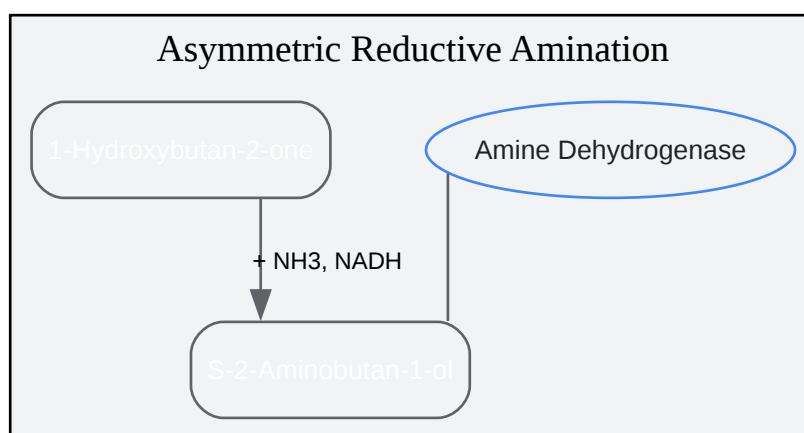 Asymmetric Reductive Amination
1-Hydroxybutan-2-one
Amine Dehydrogenase
+ NH3, NADH
S-2-Aminobutan-1-ol